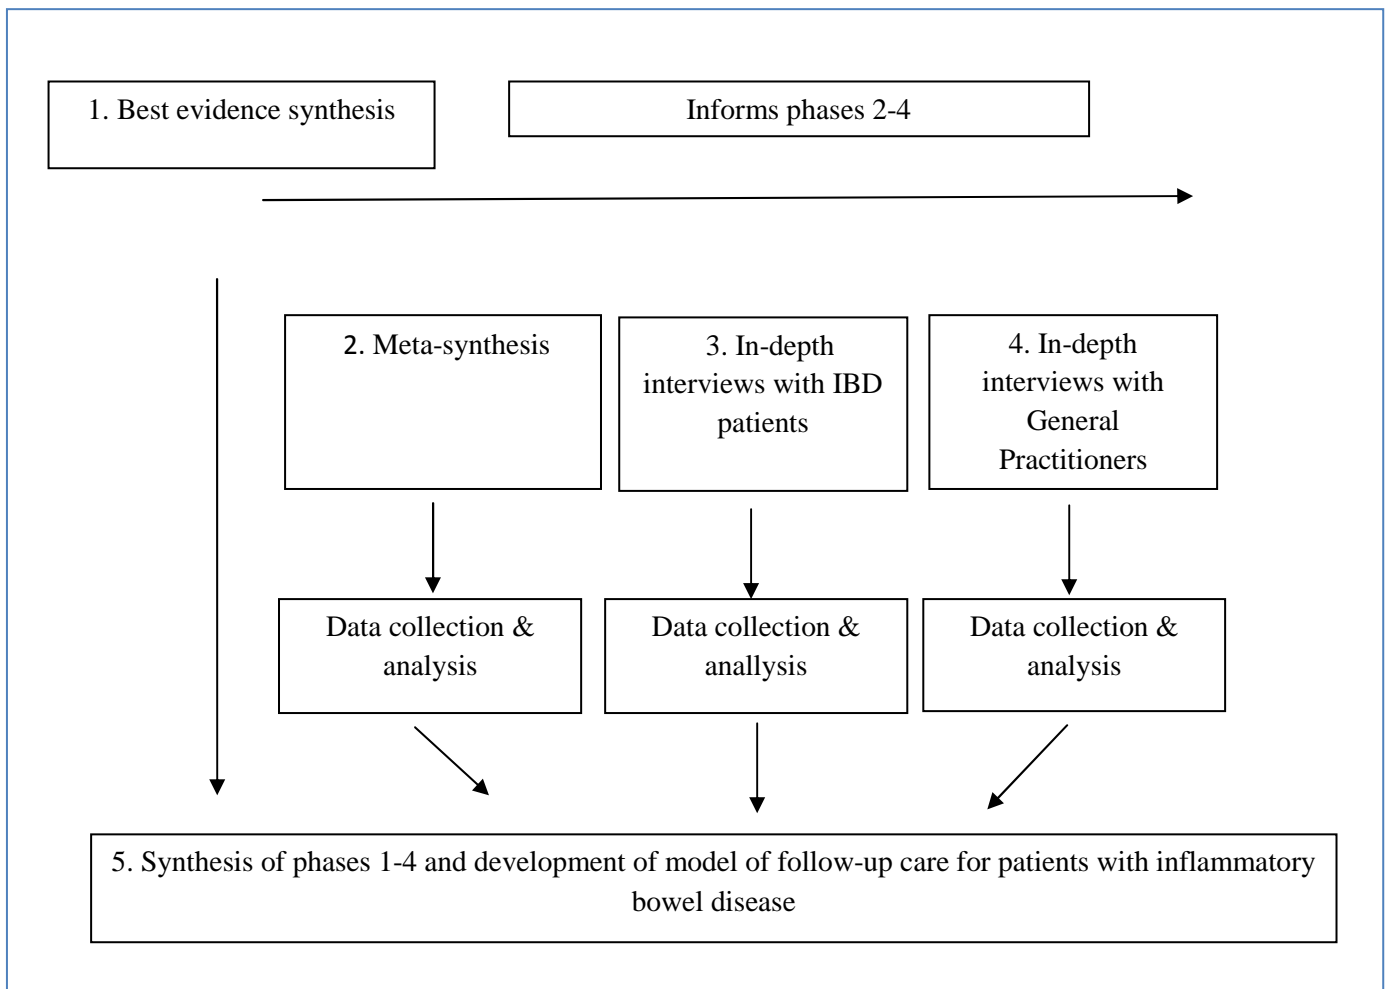 1. Best evidence synthesis
Informs phases 2-4
2. Meta-synthesis
3. In-depth
interviews with IBD
patients
4. In-depth
interviews with
General
Practitioners
Data collection &
analysis
Data collection &
anallysis
Data collection &
analysis
5. Synthesis of phases 1-4 and development of model of follow-up care for patients with inflammatory
bowel disease